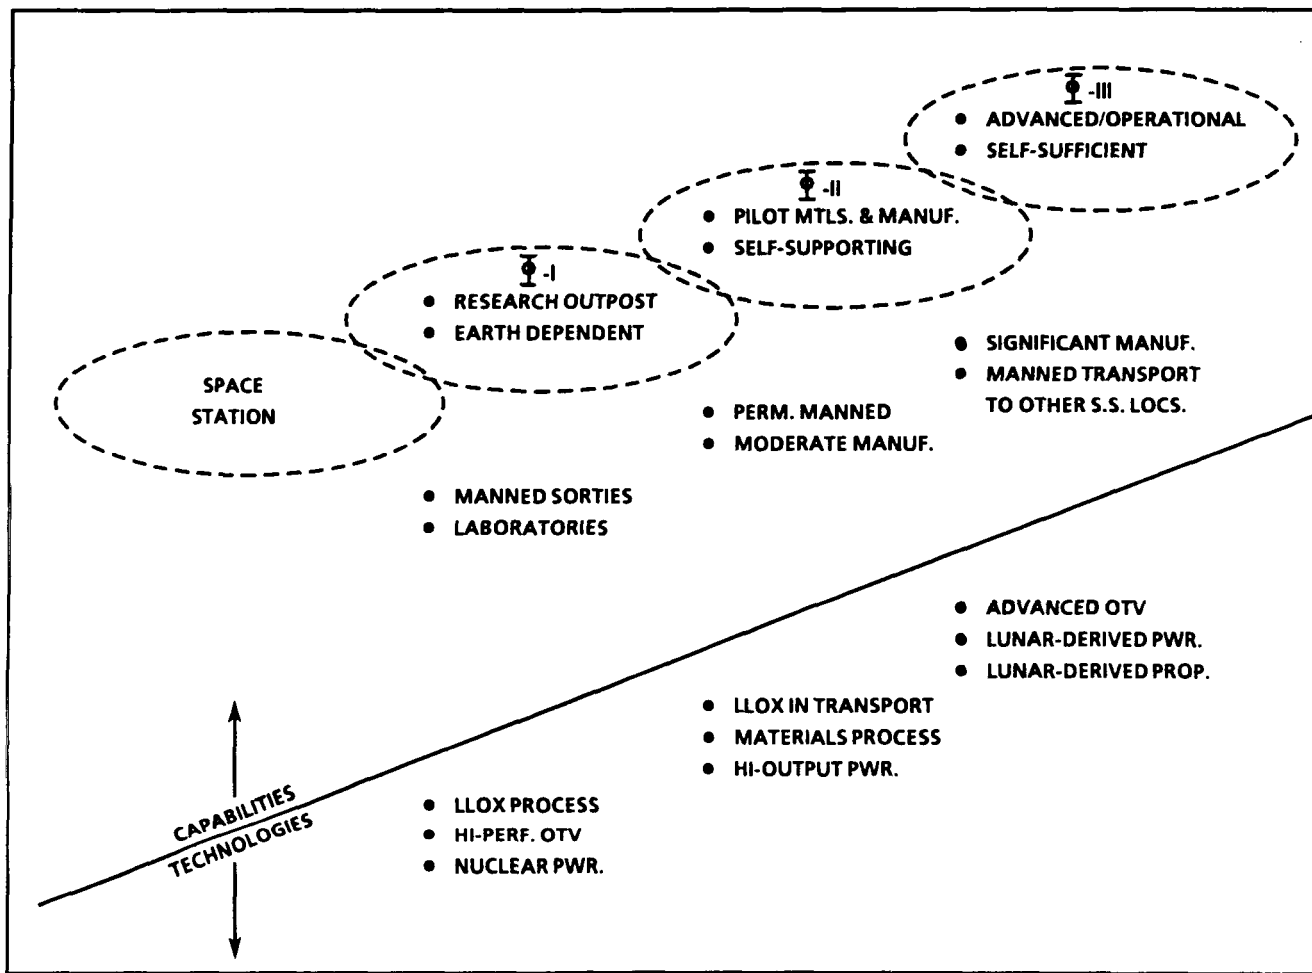 -III
• ADVANCED/OPERATIONAL
• SELF-SUFFICIENT
-II
• PILOT MTLS. & MANUF.
• SELF-SUPPORTING
-I
• RESEARCH OUTPOST
• EARTH DEPENDENT
SPACE
STATION
• SIGNIFICANT MANUF.
• MANNED TRANSPORT
TO OTHER S.S. LOCS.
• PERM. MANNED
• MODERATE MANUF.
• MANNED SORTIES
• LABORATORIES
• ADVANCED OTV
• LUNAR-DERIVED PWR.
• LUNAR-DERIVED PROP.
• LLOX IN TRANSPORT
• MATERIALS PROCESS
• HI-OUTPUT PWR.
CAPABILITIES
TECHNOLOGIES
• LLOX PROCESS
• HI-PERF. OTV
• NUCLEAR PWR.